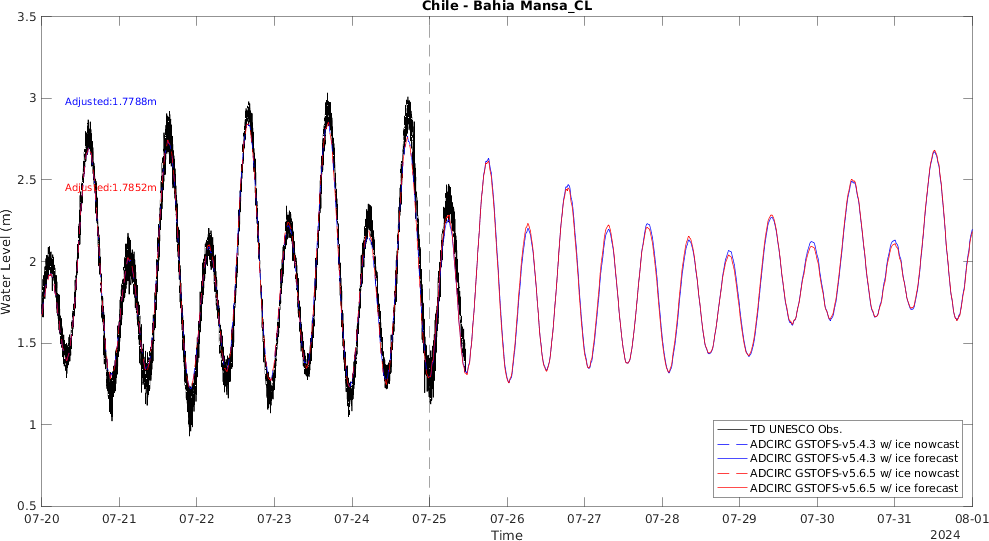 Chile - Bahia Mansa_CL
3.5
3
2.5
2
1.5
1
0.5
Water Level (m)
Adjusted:1.7788m
Adjusted:1.7852m
TD UNESCO Obs.
ADCIRC GSTOFS-v5.4.3 w/ ice nowcast
ADCIRC GSTOFS-v5.4.3 w/ ice forecast
ADCIRC GSTOFS-v5.6.5 w/ ice nowcast
ADCIRC GSTOFS-v5.6.5 w/ ice forecast
07-20 07-21 07-22 07-23 07-24 07-25 07-26 07-27 07-28 07-29 07-30 07-31 08-01
Time
2024